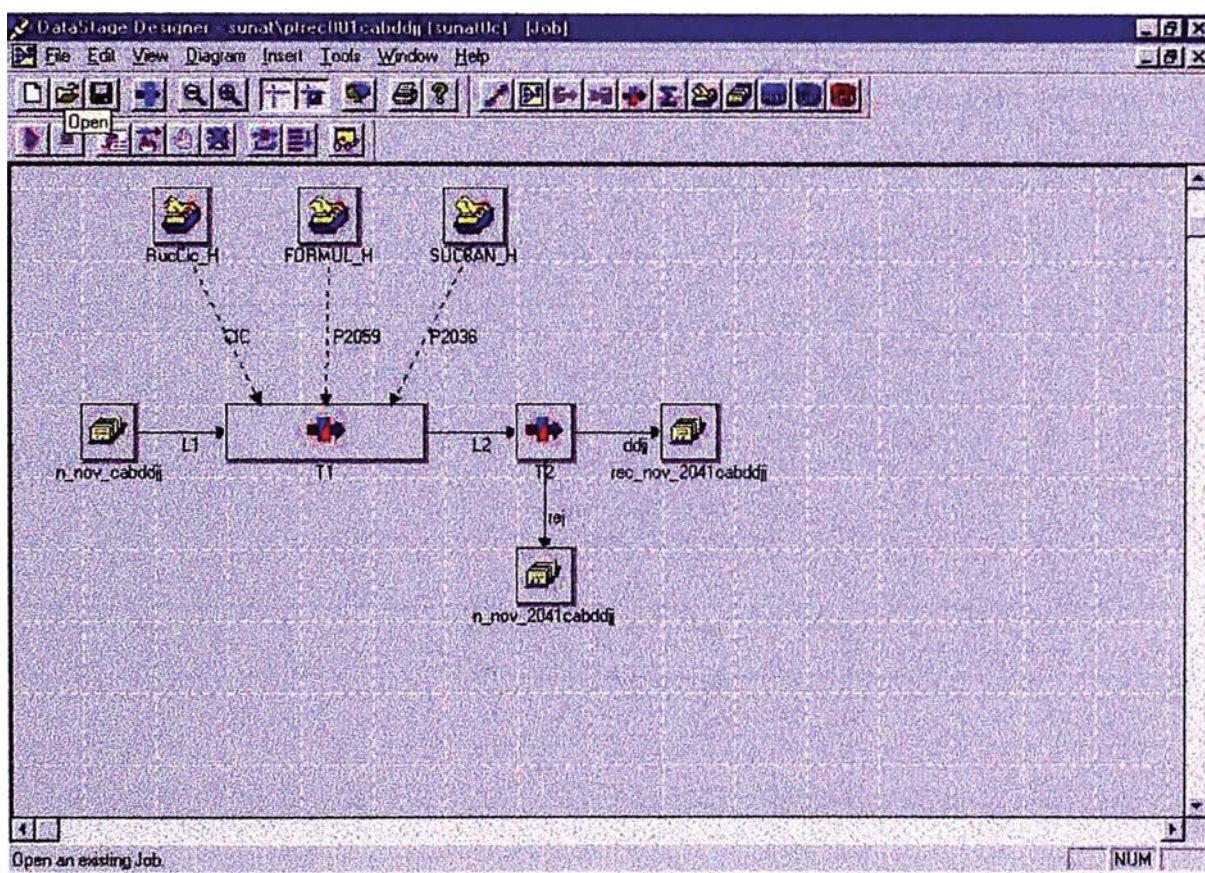 DataStage Designer - sunat\ptrec001cabddjj [sunat0c] - [Job]
File Edit View Diagram Insert Tools Window Help
Open
RucCic_H FORMUL_H SUCBAN_H
CIC P2059 P2036
L1 L2 ddjj
n_nov_cabddjj T1 T2 rec_nov_2041cabddjj
rej
n_nov_2041cabddjj
Open an existing Job.
NUM